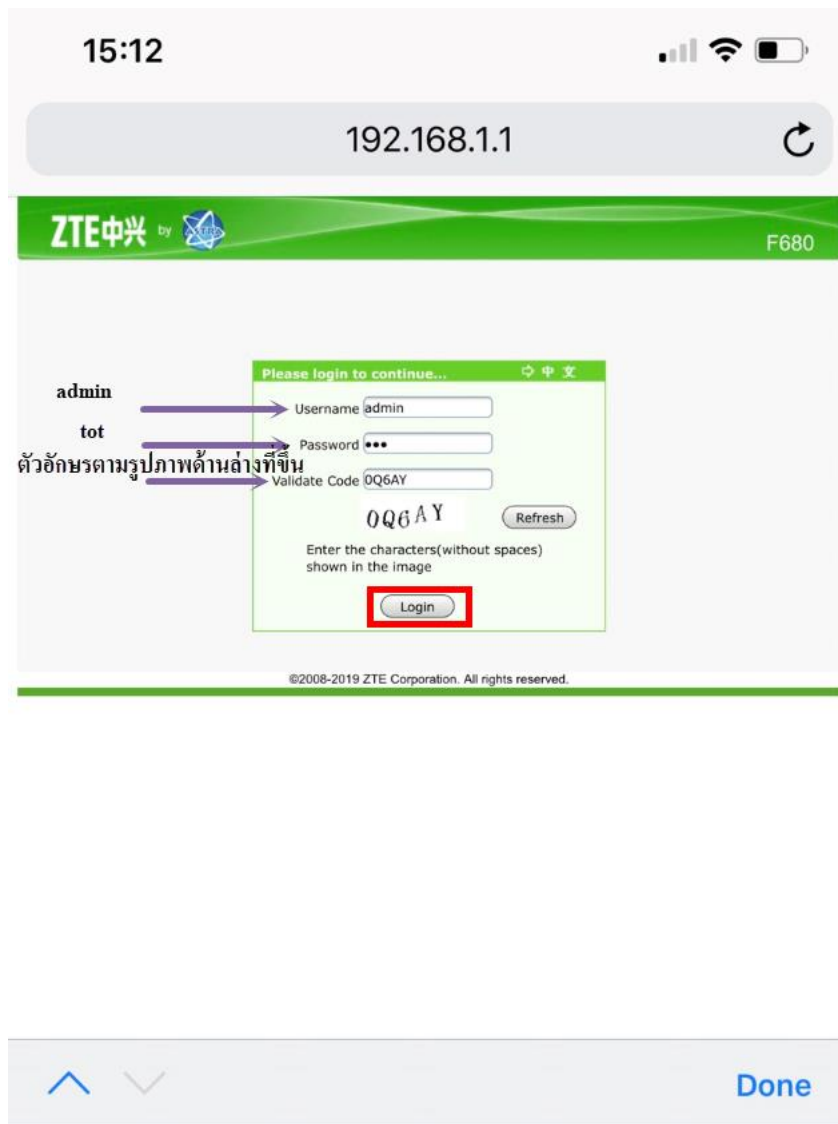 15:12
192.168.1.1
ZTE中兴 by ASTRA
F680
Please login to continue... 中 文
admin
Username admin
tot
Password •••
ตัวอักษรตามรูปภาพด้านล่างที่ขึ้น
Validate Code 0Q6AY
0Q6AY
Refresh
Enter the characters(without spaces)
shown in the image
Login
©2008-2019 ZTE Corporation. All rights reserved.
Done